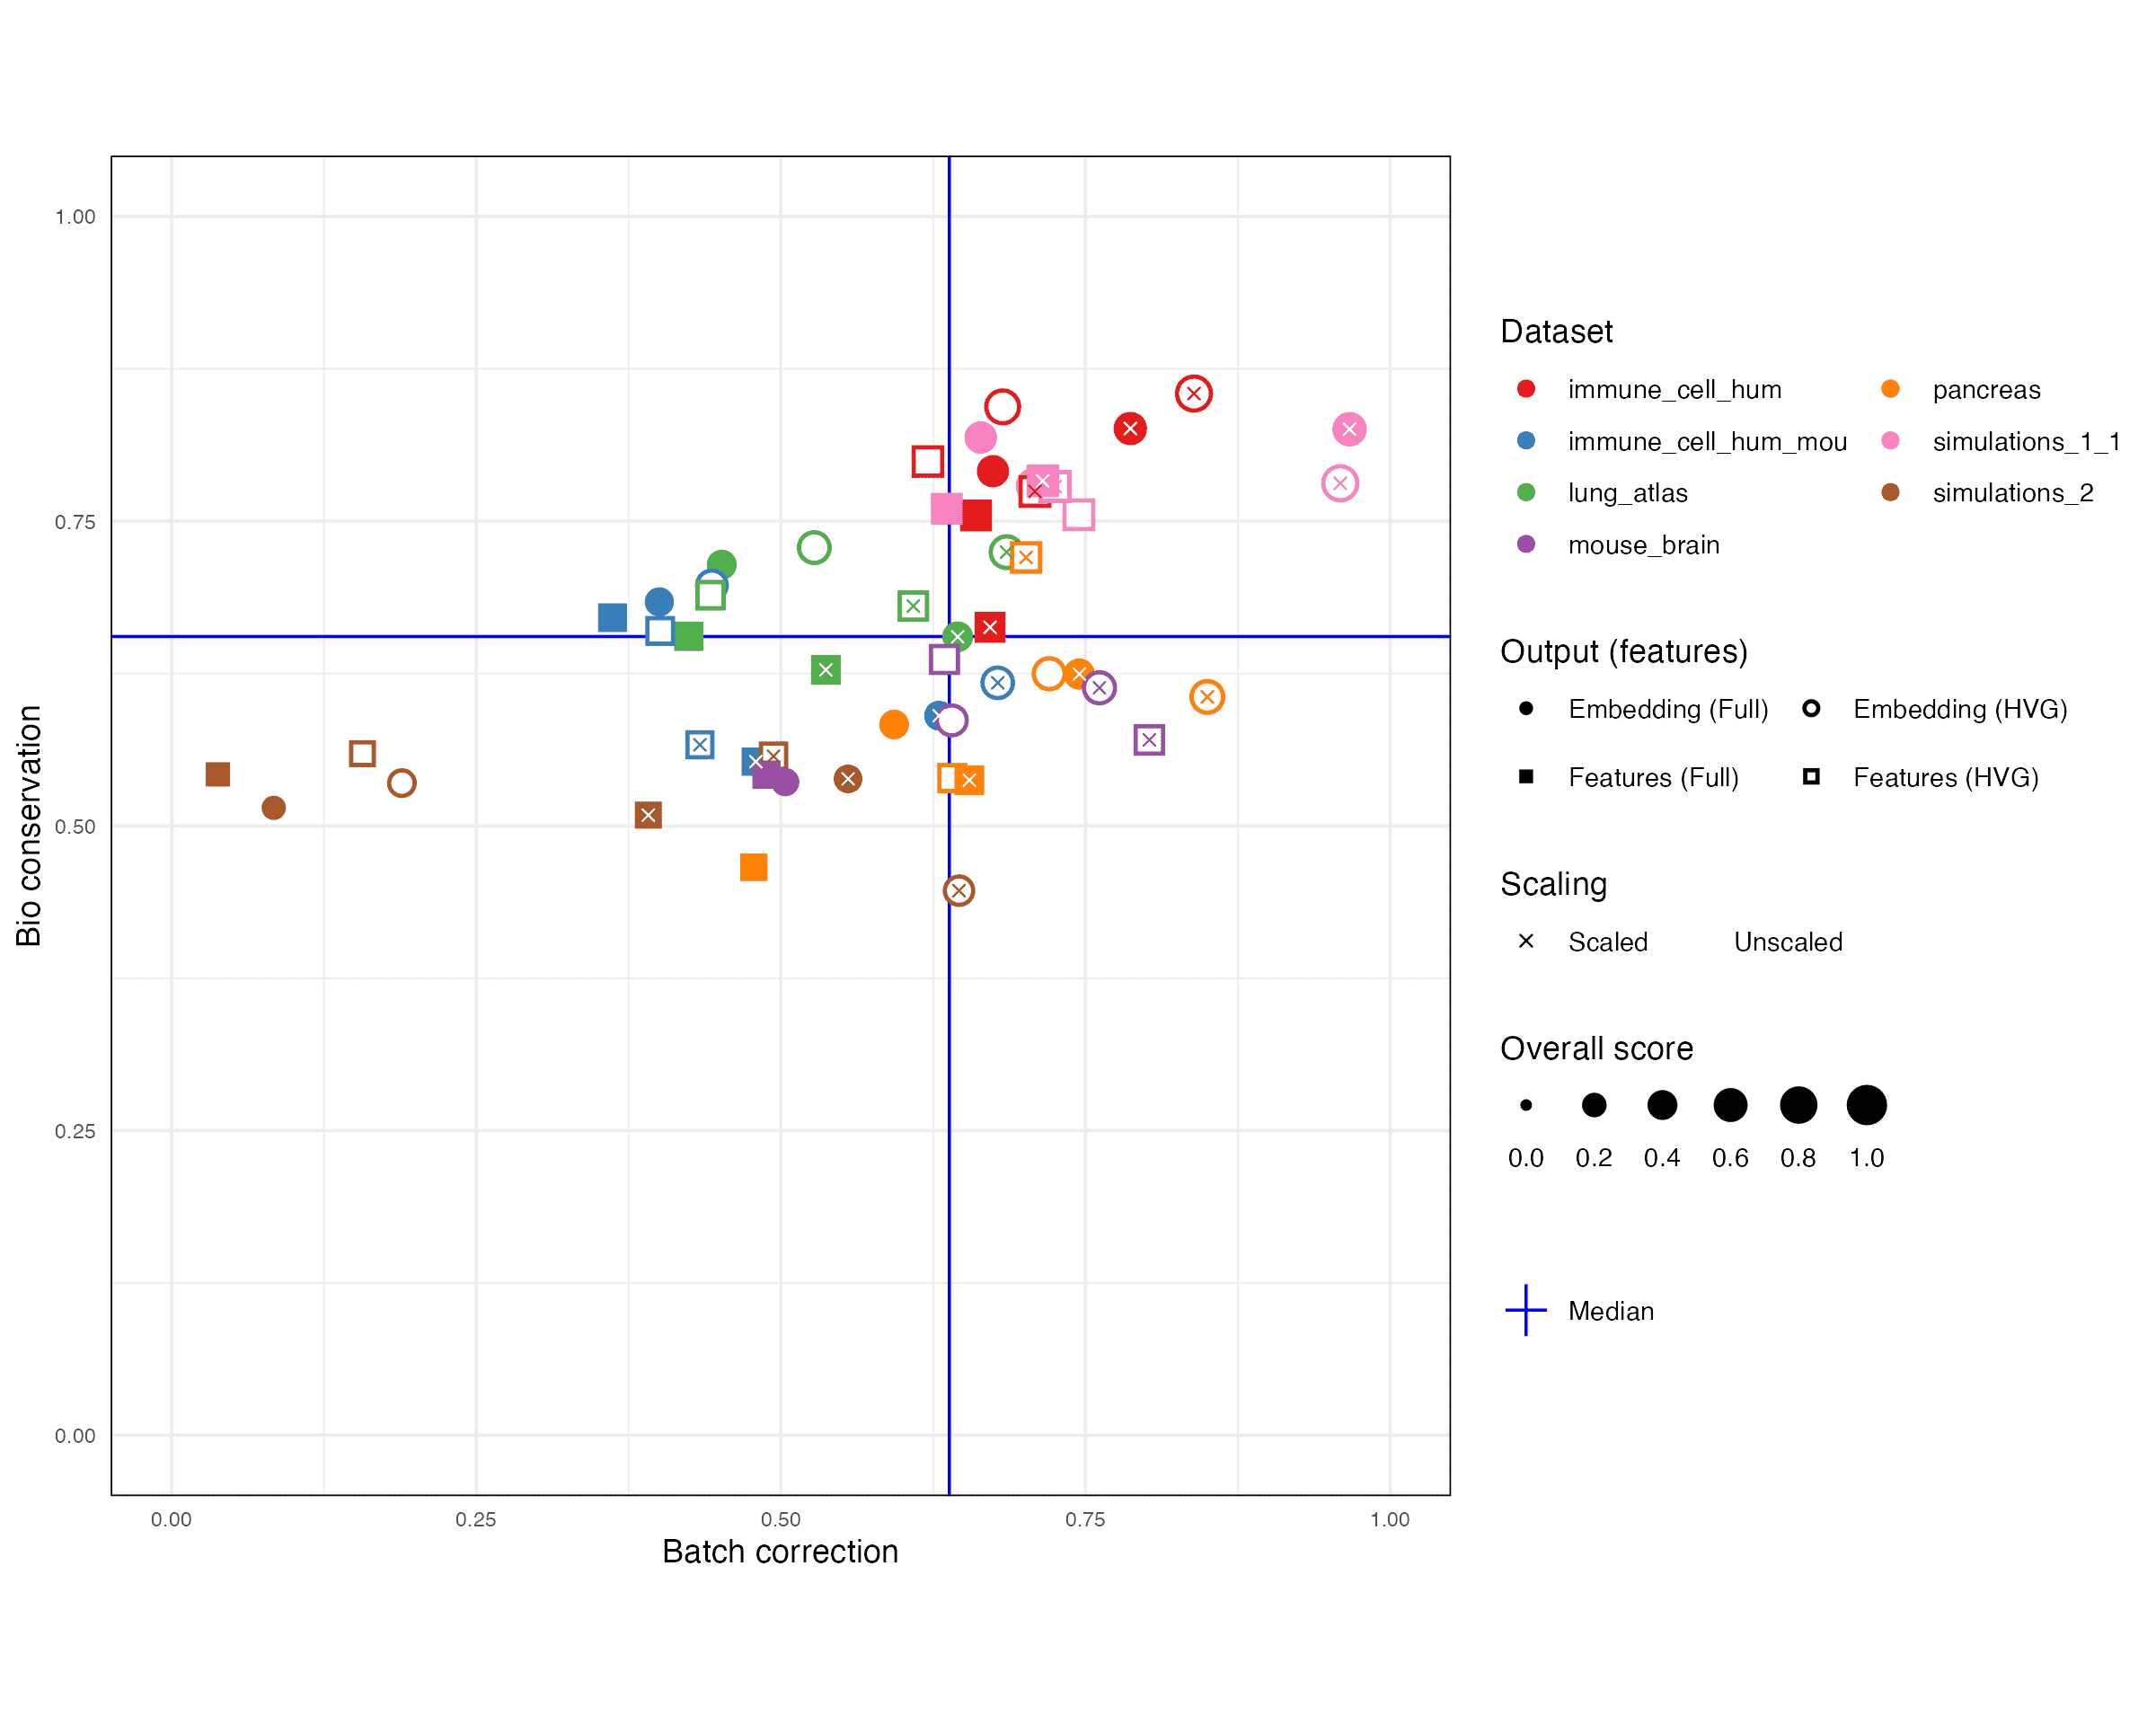 1.00
0.75
0.50
0.25
0.00
Bio conservation
0.00 0.25 0.50 0.75 1.00
Batch correction
Dataset
immune_cell_hum pancreas
immune_cell_hum_mou simulations_1_1
lung_atlas simulations_2
mouse_brain
Output (features)
Embedding (Full) Embedding (HVG)
Features (Full) Features (HVG)
Scaling
Scaled Unscaled
Overall score
0.0 0.2 0.4 0.6 0.8 1.0
Median